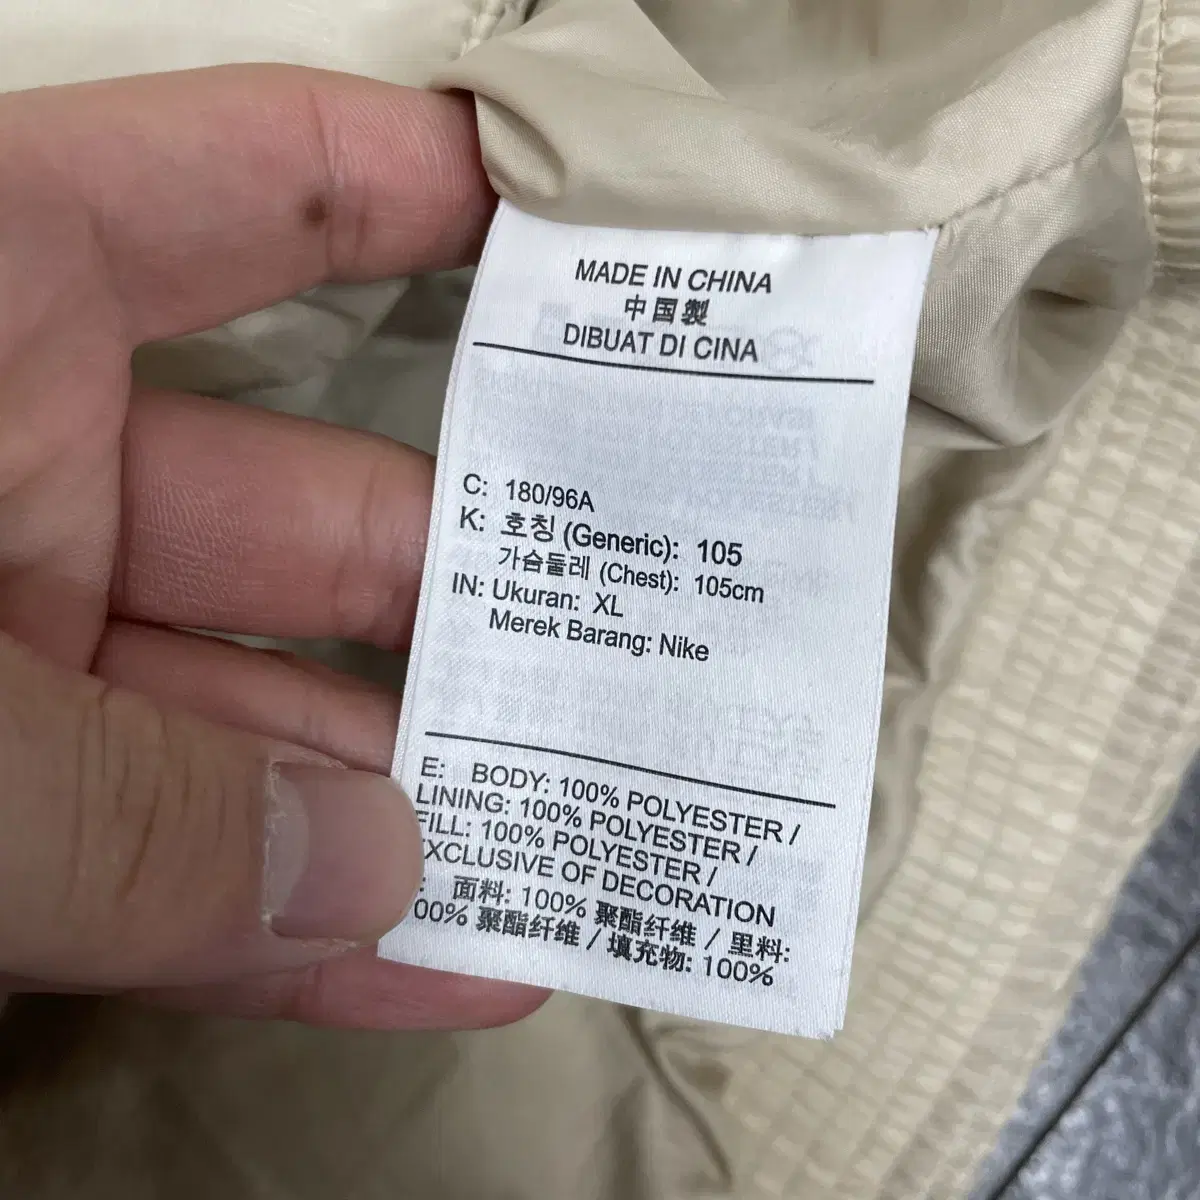 MADE IN CHINA
中国製
DIBUAT DI CINA
C: 180/96A
K: 호칭 (Generic): 105
가슴둘레 (Chest): 105cm
IN: Ukuran: XL
Merek Barang: Nike
E: BODY: 100% POLYESTER /
LINING: 100% POLYESTER /
FILL: 100% POLYESTER /
EXCLUSIVE OF DECORATION
面料: 100% 聚酯纤维 / 里料:
00% 聚酯纤维 / 填充物: 100%